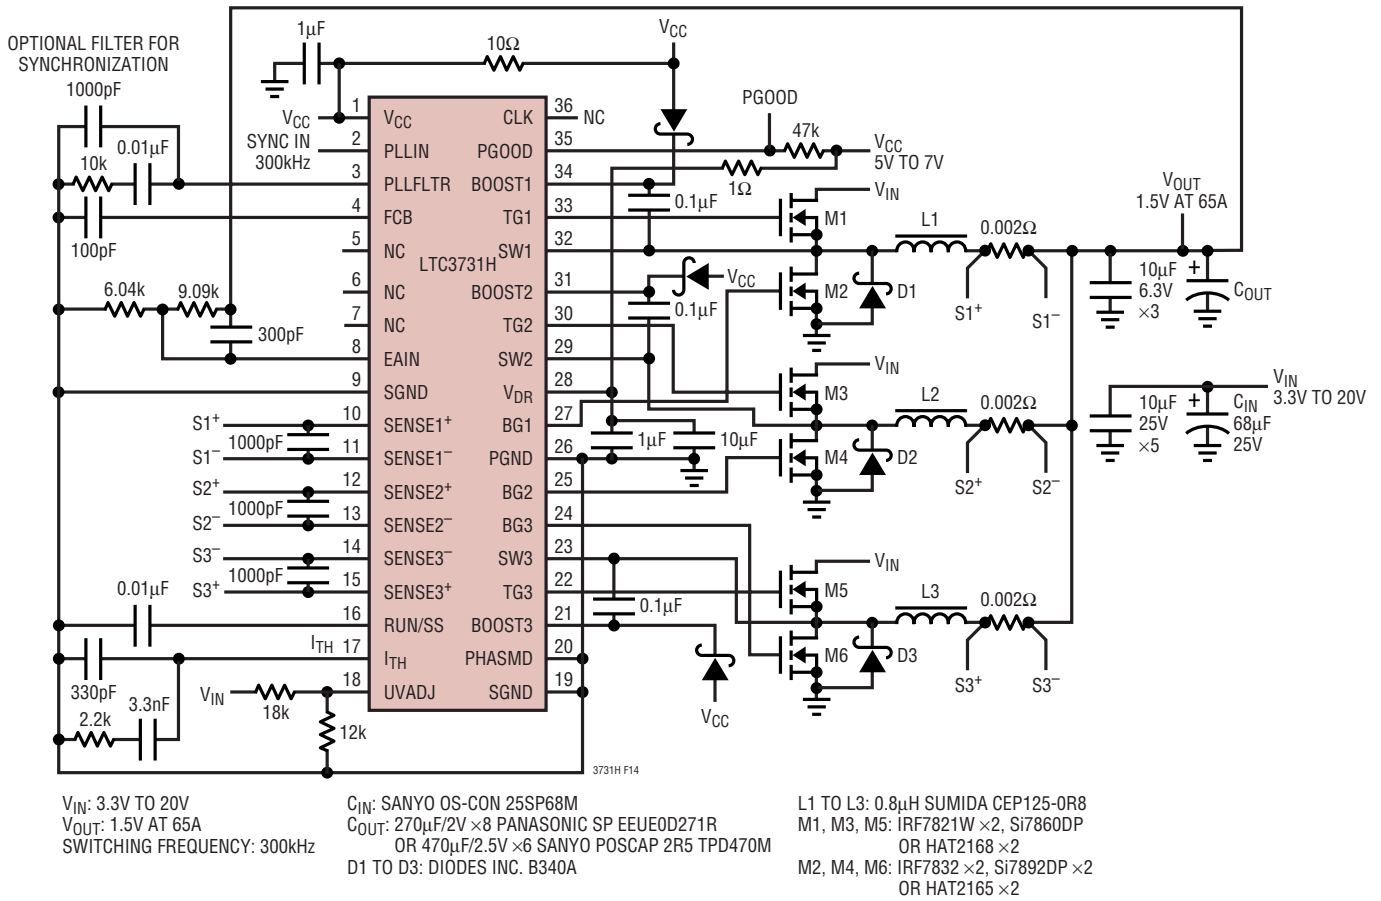 OPTIONAL FILTER FOR
SYNCHRONIZATION
1000pF
0.01µF
10k
100pF
6.04k
9.09k
300pF
1µF
10Ω
VCC
VCC
SYNC IN
300kHz
PGOOD
47k
VCC
5V TO 7V
1Ω
LTC3731H
1 VCC
2 PLLIN
3 PLLFLTR
4 FCB
5 NC
6 NC
7 NC
8 EAIN
9 SGND
10 SENSE1+
11 SENSE1–
12 SENSE2+
13 SENSE2–
14 SENSE3–
15 SENSE3+
16 RUN/SS
17 ITH
18 UVADJ
CLK 36 NC
PGOOD 35
BOOST1 34
TG1 33
SW1 32
BOOST2 31
TG2 30
SW2 29
VDR 28
BG1 27
PGND 26
BG2 25
BG3 24
SW3 23
TG3 22
BOOST3 21
PHASMD 20
SGND 19
S1+
1000pF
S1–
S2+
1000pF
S2–
S3–
1000pF
S3+
0.01µF
ITH
330pF
2.2k
3.3nF
VIN
18k
12k
0.1µF
VCC
0.1µF
1µF
10µF
0.1µF
VCC
VIN
M1
M2
D1
L1
0.002Ω
S1+
S1–
VIN
M3
M4
D2
L2
0.002Ω
S2+
S2–
VIN
M5
M6
D3
L3
0.002Ω
S3+
S3–
VOUT
1.5V AT 65A
10µF
6.3V
×3
+
COUT
VIN
3.3V TO 20V
10µF
25V
×5
+
CIN
68µF
25V
3731H F14
VIN: 3.3V TO 20V
VOUT: 1.5V AT 65A
SWITCHING FREQUENCY: 300kHz
CIN: SANYO OS-CON 25SP68M
COUT: 270µF/2V ×8 PANASONIC SP EEUE0D271R
OR 470µF/2.5V ×6 SANYO POSCAP 2R5 TPD470M
D1 TO D3: DIODES INC. B340A
L1 TO L3: 0.8µH SUMIDA CEP125-0R8
M1, M3, M5: IRF7821W ×2, Si7860DP
OR HAT2168 ×2
M2, M4, M6: IRF7832 ×2, Si7892DP ×2
OR HAT2165 ×2